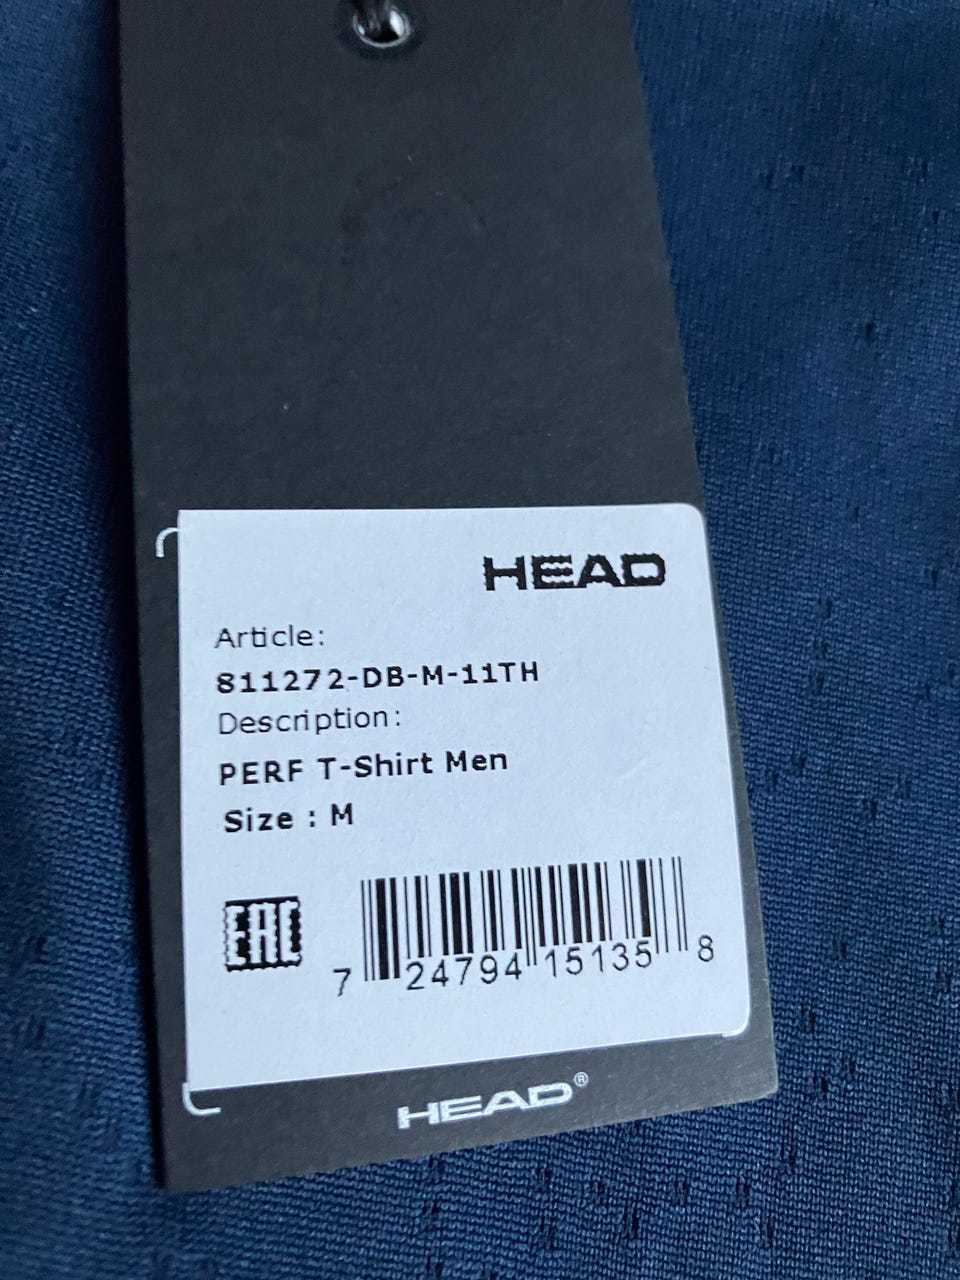 HEAD
Article:
811272-DB-M-11TH
Description:
PERF T-Shirt Men
Size : M
EAC
7 24794 15135 8
HEAD®